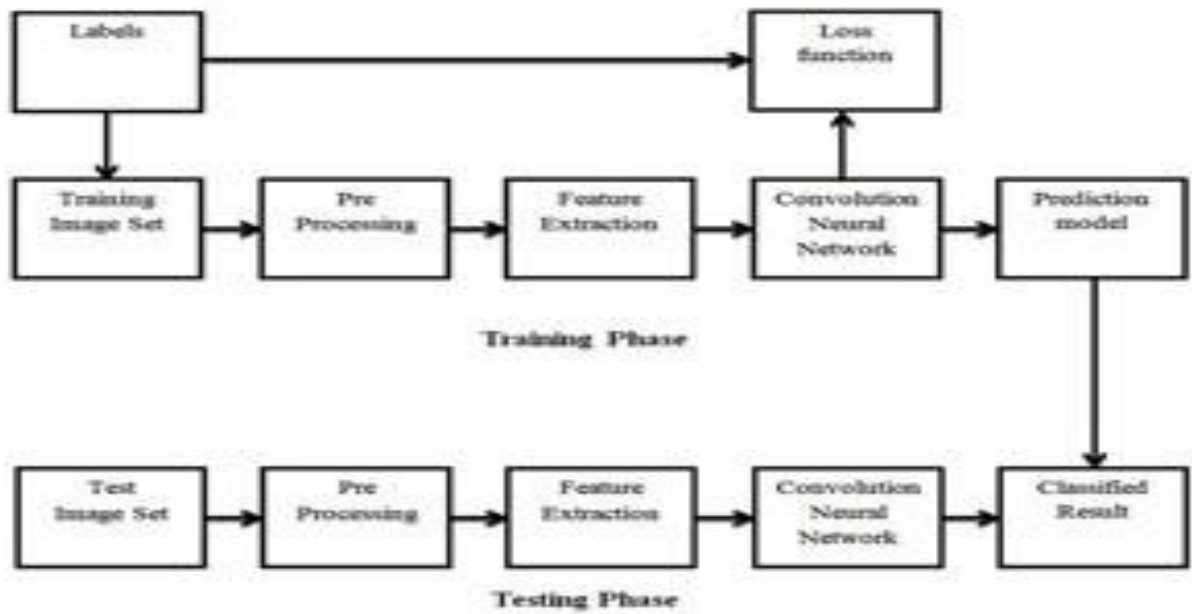 Labels
Loss
function
Training
Image Set
Pre
Processing
Feature
Extraction
Convolution
Neural
Network
Prediction
model
Training Phase
Test
Image Set
Pre
Processing
Feature
Extraction
Convolution
Neural
Network
Classified
Result
Testing Phase